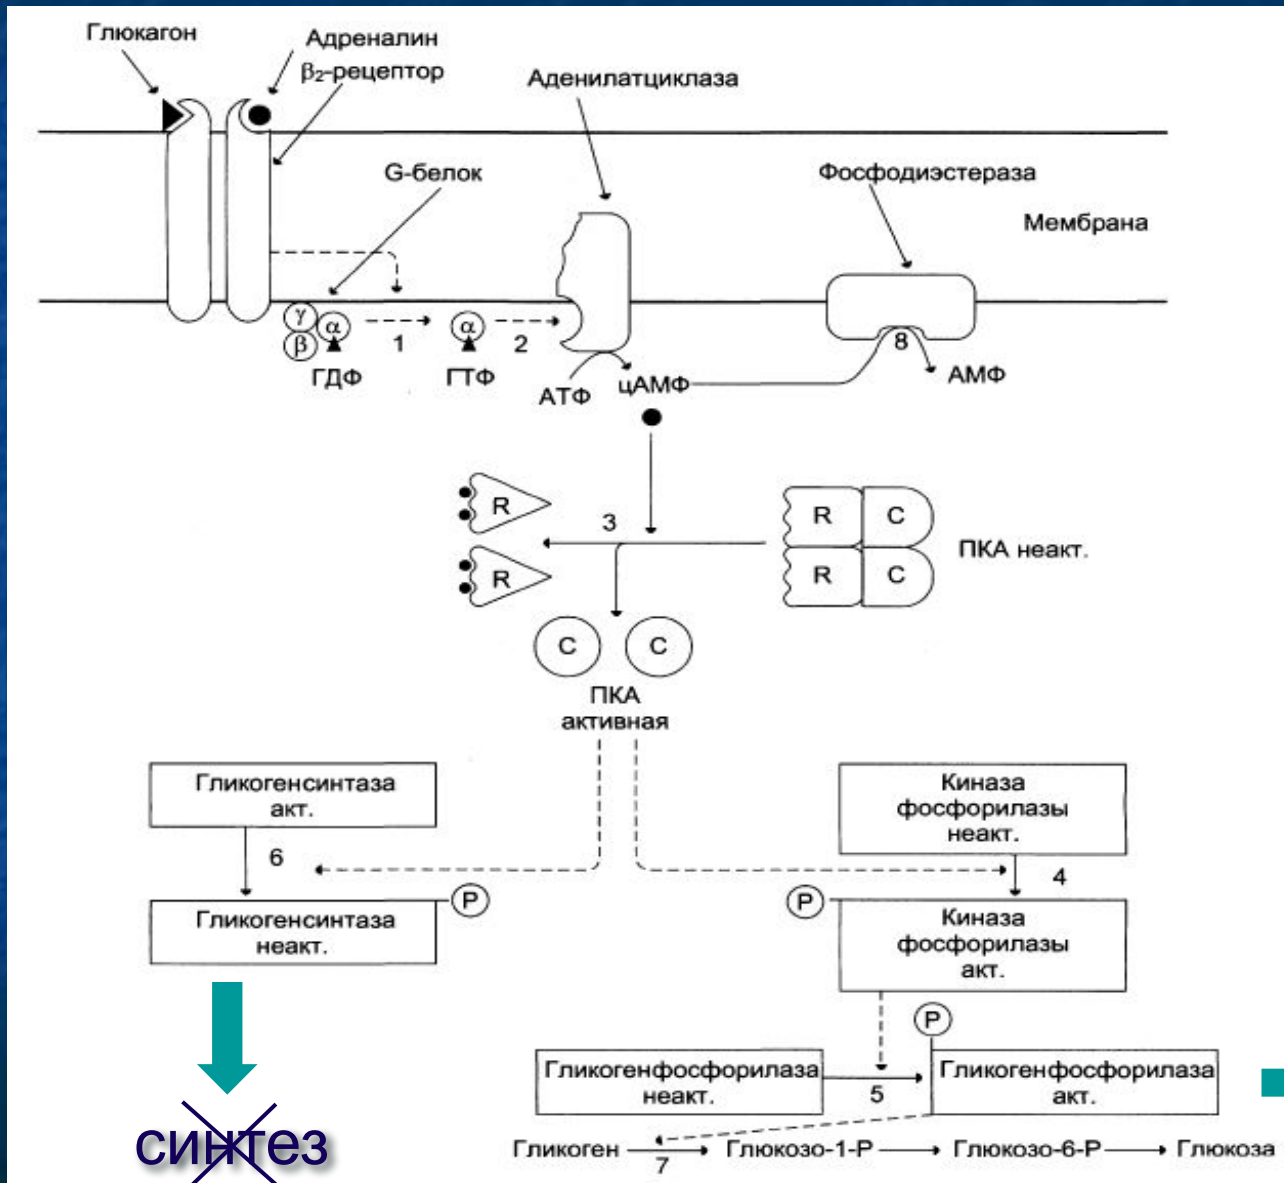 Глюкагон
Адреналин
β₂-рецептор
Аденилатциклаза
G-белок
Фосфодиэстераза
Мембрана
γ
α
β
1
α
2
8
ГДФ
ГТФ
АТФ
цАМФ
АМФ
R
R
3
R
C
R
C
ПКА неакт.
C
C
ПКА
активная
Гликогенсинтаза
акт.
Киназа
фосфорилазы
неакт.
6
4
P
Гликогенсинтаза
неакт.
P
Киназа
фосфорилазы
акт.
P
Гликогенфосфорилаза
неакт.
5
Гликогенфосфорилаза
акт.
синтез
Гликоген
7
Глюкозо-1-Р
Глюкозо-6-Р
Глюкоза